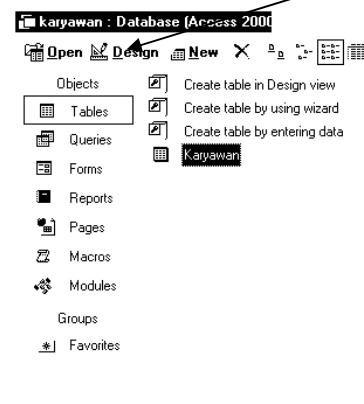 karyawan : Database (Access 2000
Open Design New
Objects
Tables
Queries
Forms
Reports
Pages
Macros
Modules
Groups
Favorites
Create table in Design view
Create table by using wizard
Create table by entering data
Karyawan